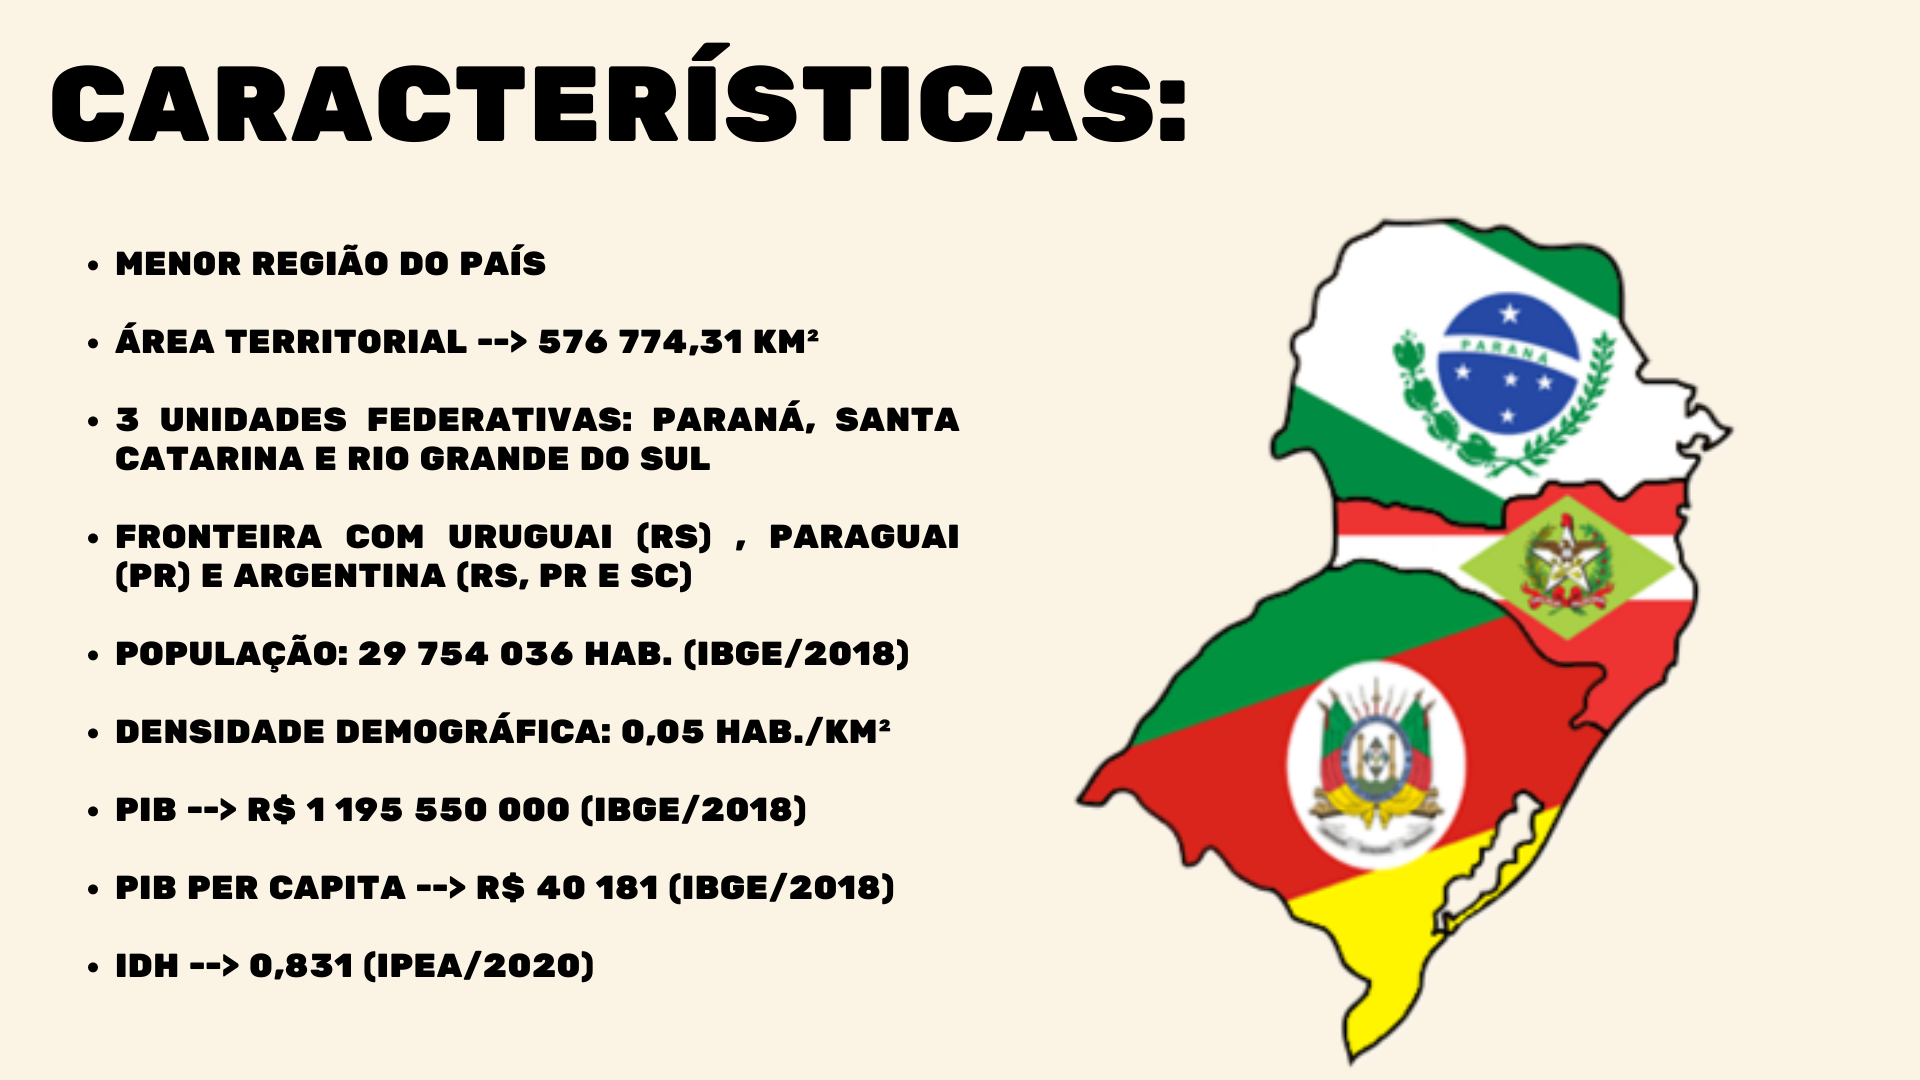 CARACTERÍSTICAS:
• MENOR REGIÃO DO PAÍS
• ÁREA TERRITORIAL --> 576 774,31 KM²
• 3 UNIDADES FEDERATIVAS: PARANÁ, SANTA
CATARINA E RIO GRANDE DO SUL
• FRONTEIRA COM URUGUAI (RS) , PARAGUAI
(PR) E ARGENTINA (RS, PR E SC)
• POPULAÇÃO: 29 754 036 HAB. (IBGE/2018)
• DENSIDADE DEMOGRÁFICA: 0,05 HAB./KM²
• PIB --> R$ 1 195 550 000 (IBGE/2018)
• PIB PER CAPITA --> R$ 40 181 (IBGE/2018)
• IDH --> 0,831 (IPEA/2020)
PARANÁ